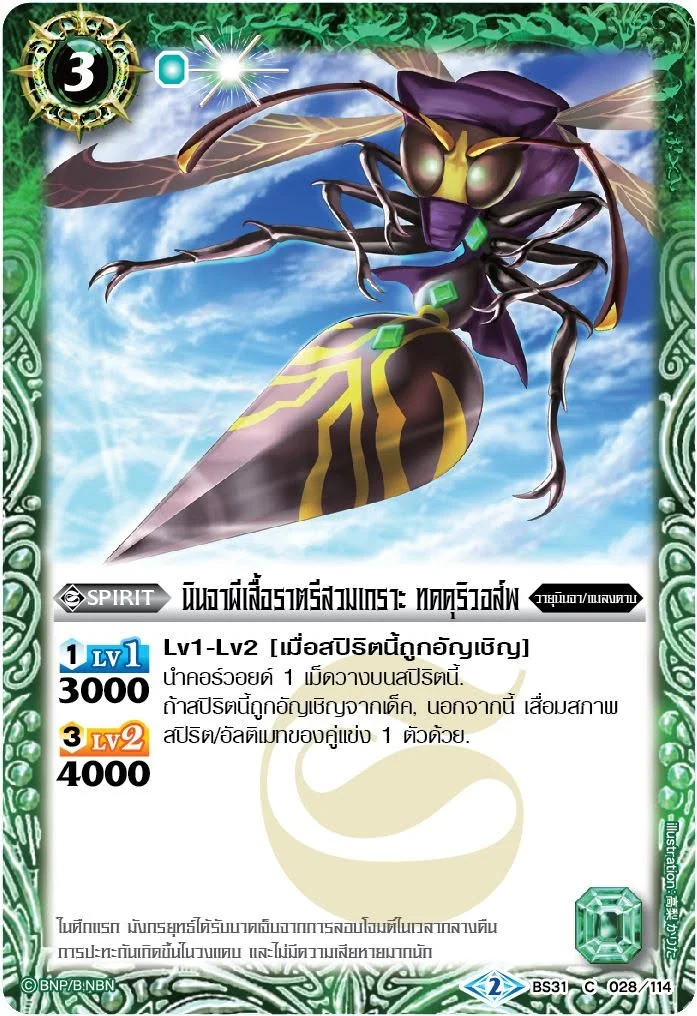 3
SPIRIT นินจาผีเสื้อราตรีสวมเกราะ ทคคุริวอส์พ วายุนินจา/แมลงดาบ
1 LV1
3000
3 LV2
4000
Lv1-Lv2 [เมื่อสปิริตนี้ถูกอัญเชิญ]
นำคอร์วอยด์ 1 เม็ดวางบนสปิริตนี้.
ถ้าสปิริตนี้ถูกอัญเชิญจากเด็ค, นอกจากนี้ เสื่อมสภาพ
สปิริต/อัลติเมทของคู่แข่ง 1 ตัวด้วย.
ในศึกแรก มังกรยุทธ์ได้รับบาดเจ็บจากการลอบโจมตีในเวลากลางคืน
การปะทะกันเกิดขึ้นในวงแคบ และไม่มีความเสียหายมากนัก
illustration : 高梨 かりた
©BNP/B,NBN
2
BS31 C 028/114